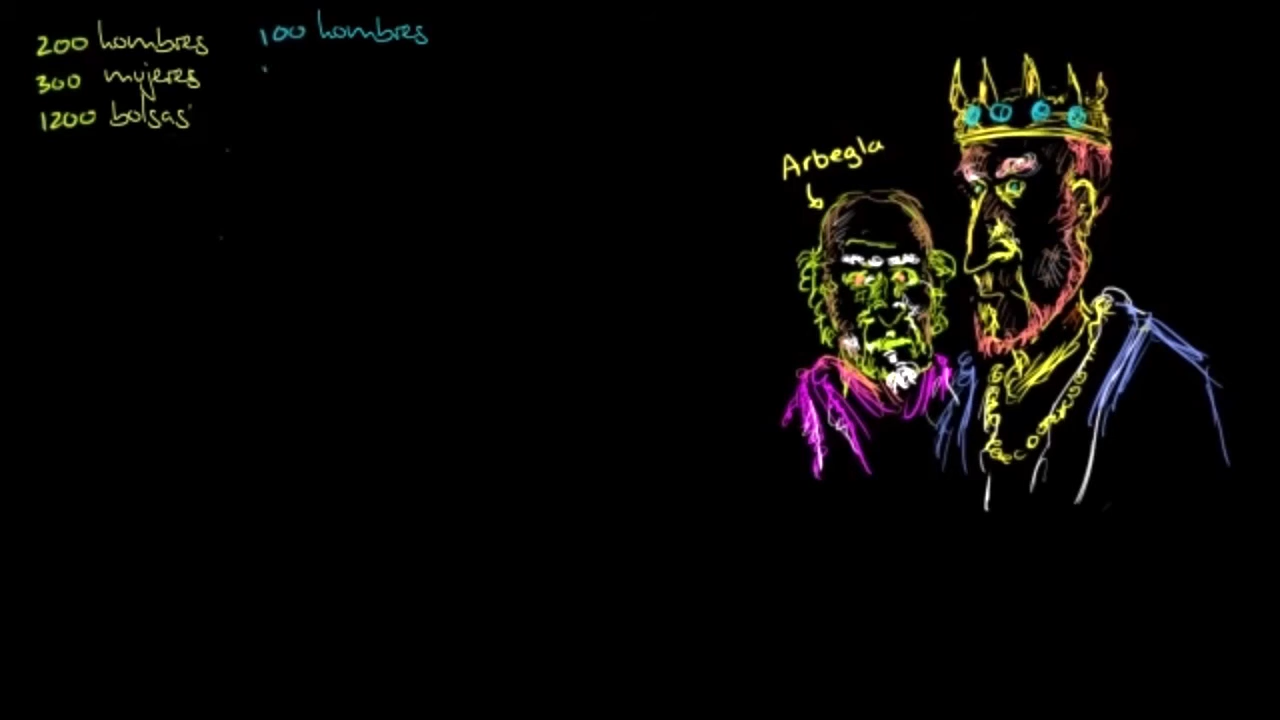 200 hombres
300 mujeres
1200 bolsas
100 hombres
Arbegla